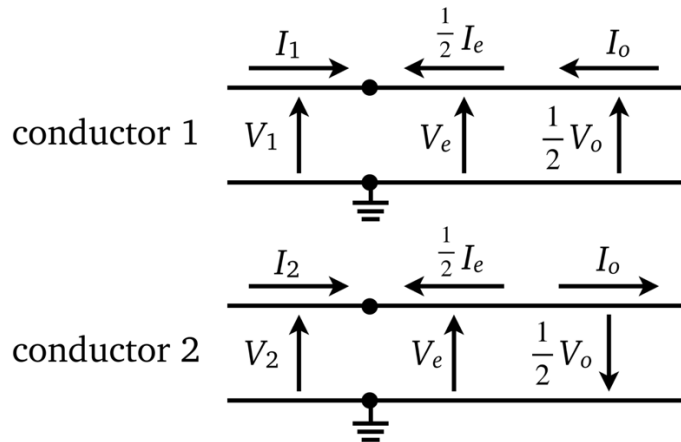 I₁ ½ Iₑ Iₒ
conductor 1 V₁ Vₑ ½ Vₒ
I₂ ½ Iₑ Iₒ
conductor 2 V₂ Vₑ ½ Vₒ